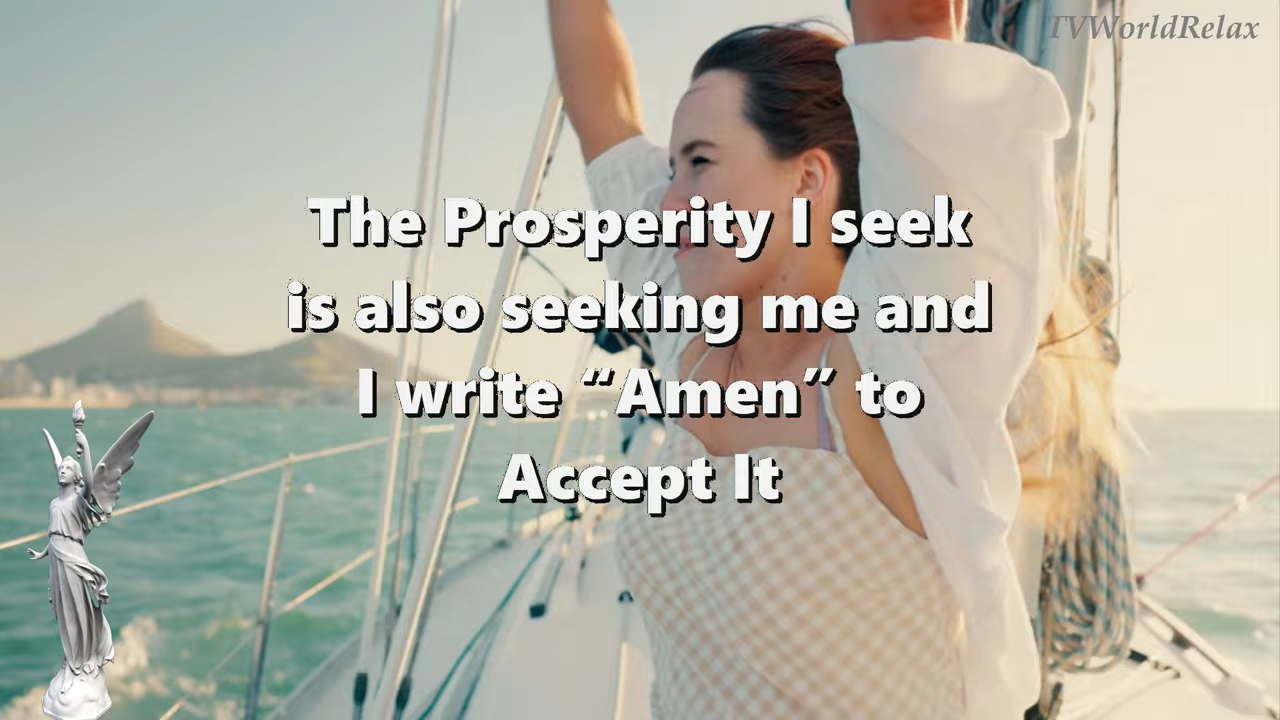 TVWorldRelax
The Prosperity I seek
is also seeking me and
I write “Amen” to
Accept It